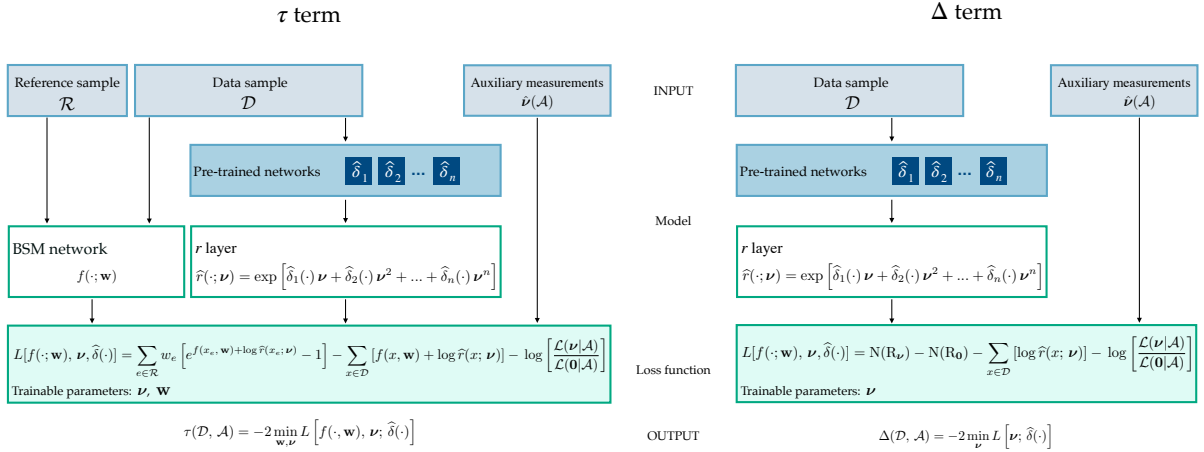 τ term
Δ term
Reference sample
ℛ
Data sample
𝒟
Auxiliary measurements
ν̂(𝒜)
INPUT
Data sample
𝒟
Auxiliary measurements
ν̂(𝒜)
Pre-trained networks δ̂₁ δ̂₂ ... δ̂ₙ
Pre-trained networks δ̂₁ δ̂₂ ... δ̂ₙ
Model
BSM network
f(·; w)
r layer
r̂(·; ν) = exp [δ̂₁(·) ν + δ̂₂(·) ν² + ... + δ̂ₙ(·) νⁿ]
r layer
r̂(·; ν) = exp [δ̂₁(·) ν + δ̂₂(·) ν² + ... + δ̂ₙ(·) νⁿ]
L[f(·; w), ν, δ̂(·)] = ∑_{e∈ℛ} w_e [e^{f(x_e, w)+log r̂(x_e; ν)} − 1] − ∑_{x∈𝒟} [f(x, w) + log r̂(x; ν)] − log [ℒ(ν|𝒜) / ℒ(0|𝒜)]
Trainable parameters: ν, w
Loss function
L[f(·; w), ν, δ̂(·)] = N(R_ν) − N(R_0) − ∑_{x∈𝒟} [log r̂(x; ν)] − log [ℒ(ν|𝒜) / ℒ(0|𝒜)]
Trainable parameters: ν
τ(𝒟, 𝒜) = −2 min_{w,ν} L [f(·, w), ν; δ̂(·)]
OUTPUT
Δ(𝒟, 𝒜) = −2 min_ν L [ν; δ̂(·)]